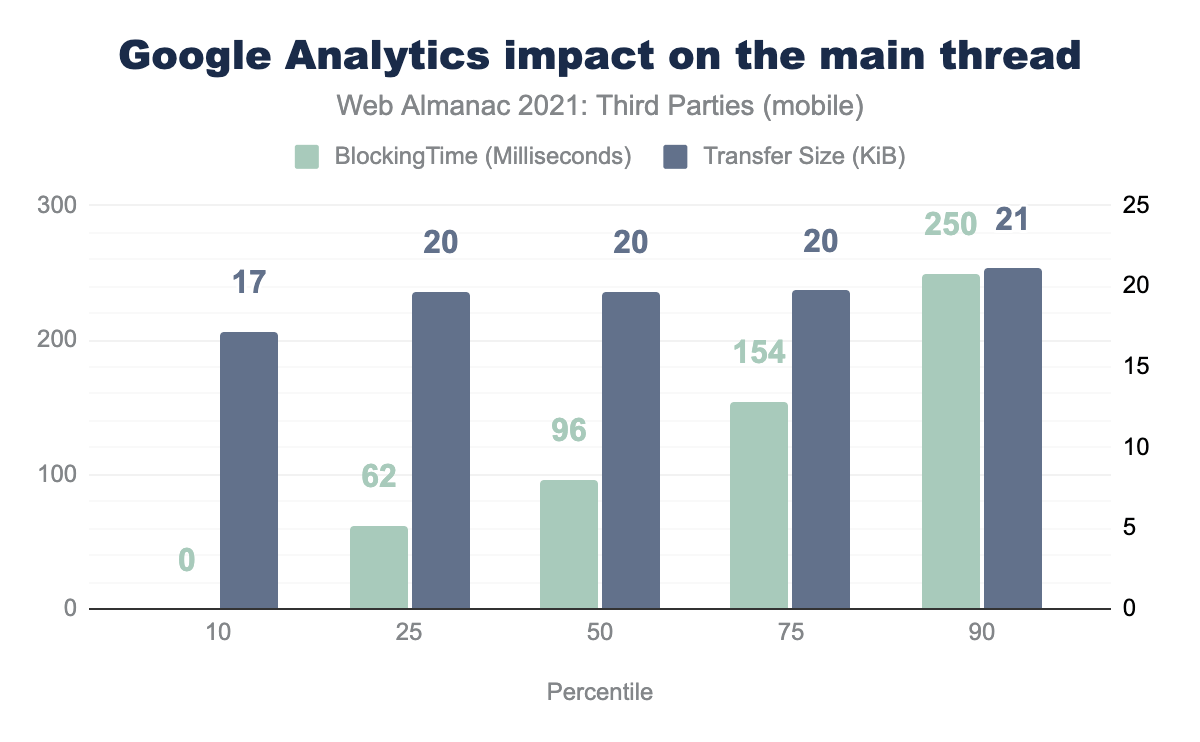 Google Analytics impact on the main thread
Web Almanac 2021: Third Parties (mobile)
BlockingTime (Milliseconds) Transfer Size (KiB)
300 25
250 21
20 20 20
17 20
200
154 15
96 10
62
100
5
0
0 0
10 25 50 75 90
Percentile